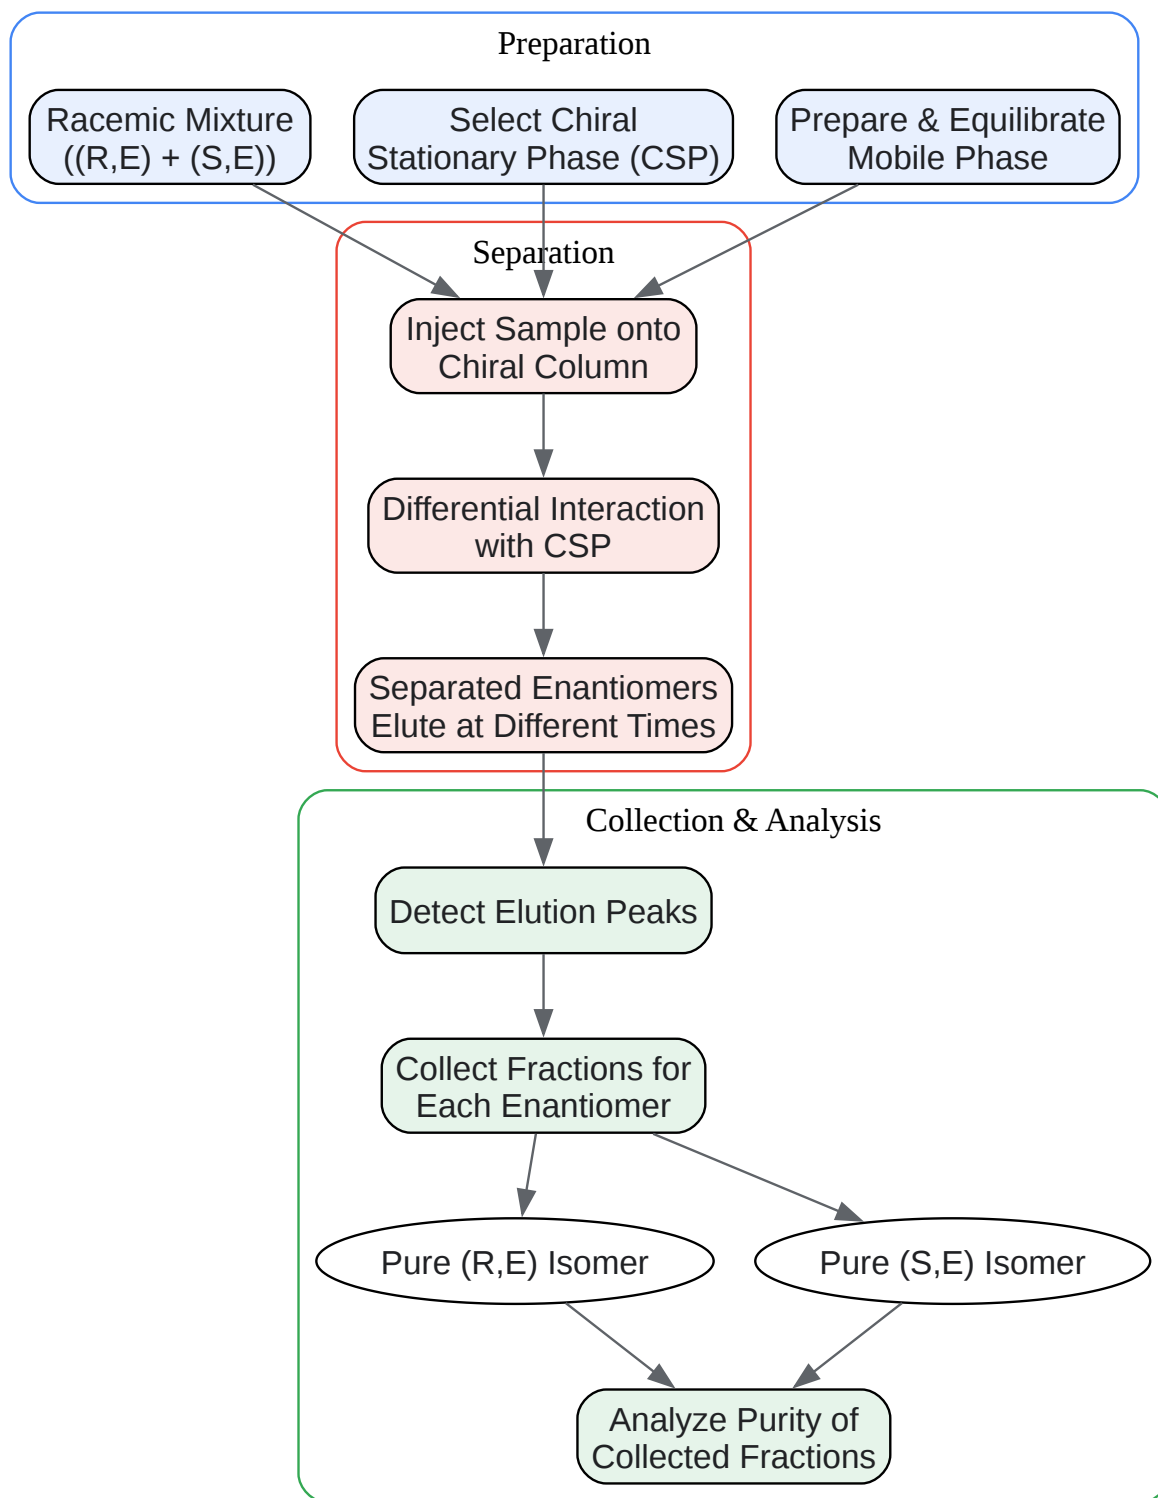 Preparation
Racemic Mixture
((R,E) + (S,E))
Select Chiral
Stationary Phase (CSP)
Prepare & Equilibrate
Mobile Phase
Separation
Inject Sample onto
Chiral Column
Differential Interaction
with CSP
Separated Enantiomers
Elute at Different Times
Collection & Analysis
Detect Elution Peaks
Collect Fractions for
Each Enantiomer
Pure (R,E) Isomer
Pure (S,E) Isomer
Analyze Purity of
Collected Fractions